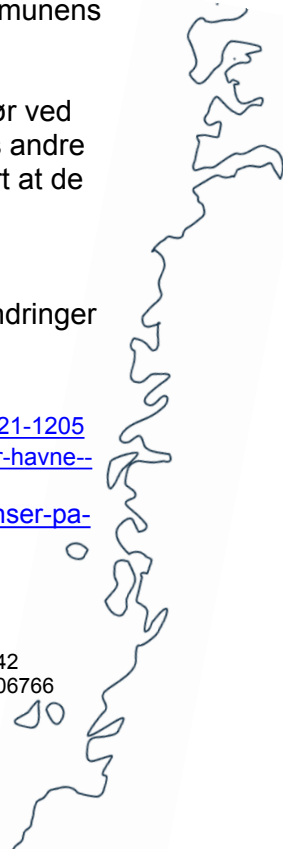 munens
ør ved
s andre
rt at de
ndringer
21-1205
r-havne--
nser-pa-
42
06766